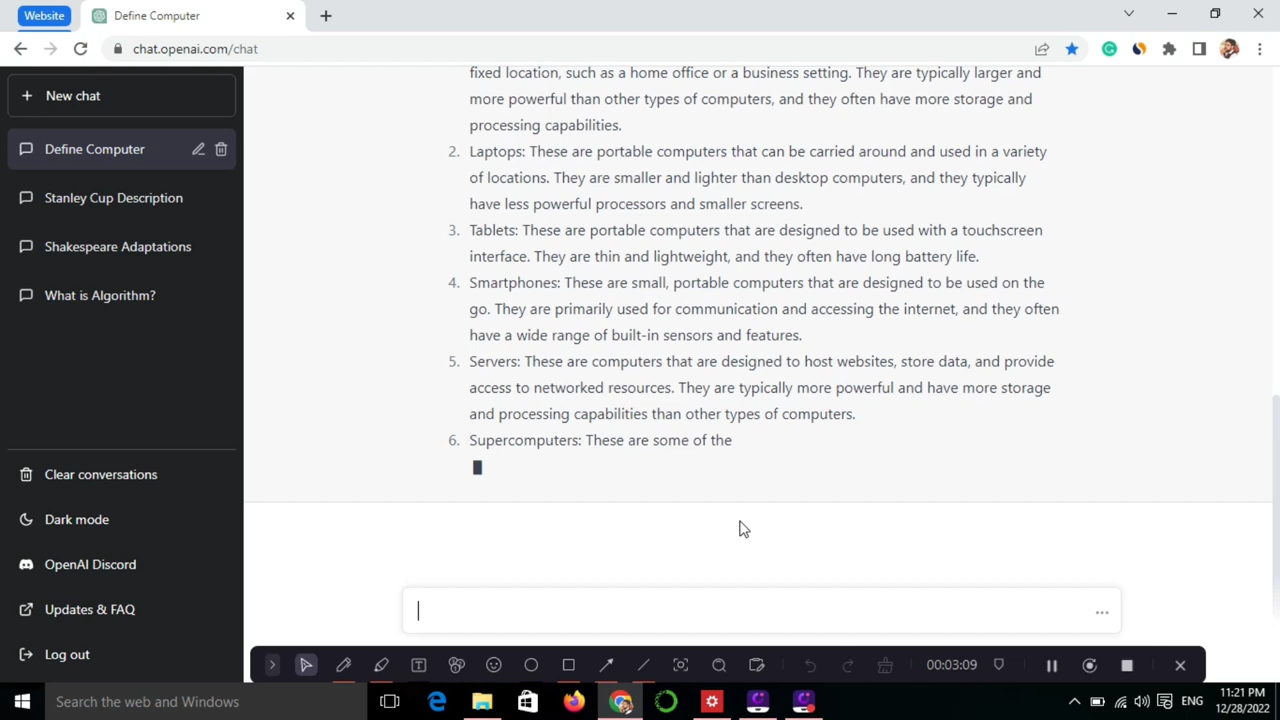 Website
Define Computer
chat.openai.com/chat
New chat
Define Computer
Stanley Cup Description
Shakespeare Adaptations
What is Algorithm?
Clear conversations
Dark mode
OpenAI Discord
Updates & FAQ
Log out
fixed location, such as a home office or a business setting. They are typically larger and
more powerful than other types of computers, and they often have more storage and
processing capabilities.
2. Laptops: These are portable computers that can be carried around and used in a variety
of locations. They are smaller and lighter than desktop computers, and they typically
have less powerful processors and smaller screens.
3. Tablets: These are portable computers that are designed to be used with a touchscreen
interface. They are thin and lightweight, and they often have long battery life.
4. Smartphones: These are small, portable computers that are designed to be used on the
go. They are primarily used for communication and accessing the internet, and they often
have a wide range of built-in sensors and features.
5. Servers: These are computers that are designed to host websites, store data, and provide
access to networked resources. They are typically more powerful and have more storage
and processing capabilities than other types of computers.
6. Supercomputers: These are some of the
00:03:09
Search the web and Windows
ENG
11:21 PM
12/28/2022